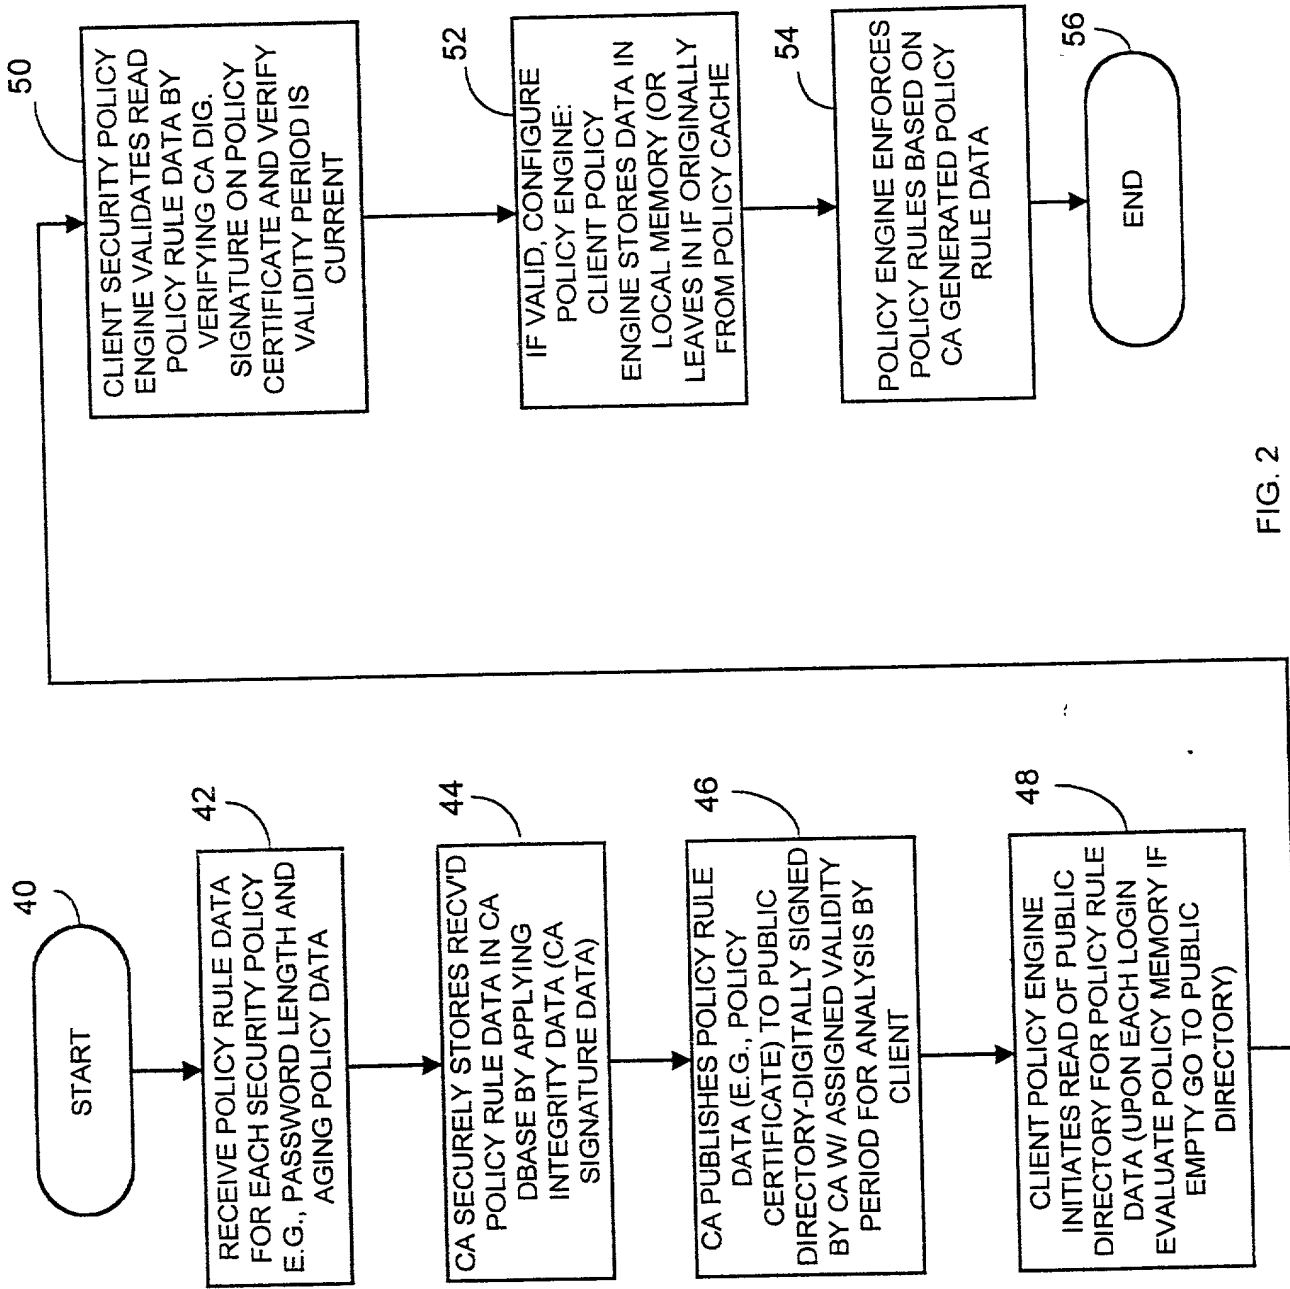 START
40
RECEIVE POLICY RULE DATA
FOR EACH SECURITY POLICY
E.G., PASSWORD LENGTH AND
AGING POLICY DATA
42
CA SECURELY STORES RECV'D
POLICY RULE DATA IN CA
DBASE BY APPLYING
INTEGRITY DATA (CA
SIGNATURE DATA)
44
CA PUBLISHES POLICY RULE
DATA (E.G., POLICY
CERTIFICATE) TO PUBLIC
DIRECTORY-DIGITALLY SIGNED
BY CA W/ ASSIGNED VALIDITY
PERIOD FOR ANALYSIS BY
CLIENT
46
CLIENT POLICY ENGINE
INITIATES READ OF PUBLIC
DIRECTORY FOR POLICY RULE
DATA (UPON EACH LOGIN
EVALUATE POLICY MEMORY IF
EMPTY GO TO PUBLIC
DIRECTORY)
48
CLIENT SECURITY POLICY
ENGINE VALIDATES READ
POLICY RULE DATA BY
VERIFYING CA DIG.
SIGNATURE ON POLICY
CERTIFICATE AND VERIFY
VALIDITY PERIOD IS
CURRENT
50
IF VALID, CONFIGURE
POLICY ENGINE:
CLIENT POLICY
ENGINE STORES DATA IN
LOCAL MEMORY (OR
LEAVES IN IF ORIGINALLY
FROM POLICY CACHE
52
POLICY ENGINE ENFORCES
POLICY RULES BASED ON
CA GENERATED POLICY
RULE DATA
54
END
56
FIG. 2